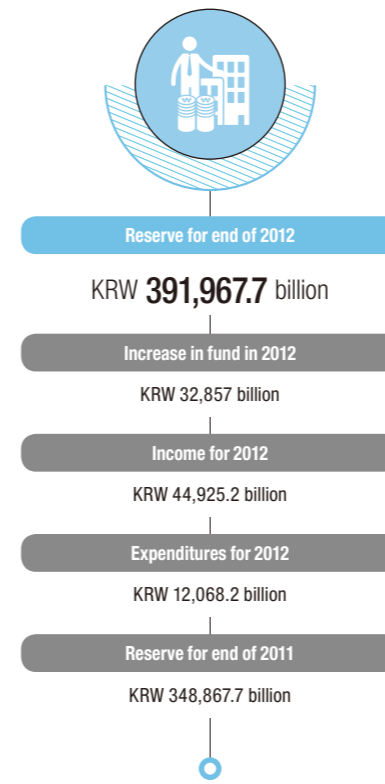 Reserve for end of 2012
KRW 391,967.7 billion
Increase in fund in 2012
KRW 32,857 billion
Income for 2012
KRW 44,925.2 billion
Expenditures for 2012
KRW 12,068.2 billion
Reserve for end of 2011
KRW 348,867.7 billion